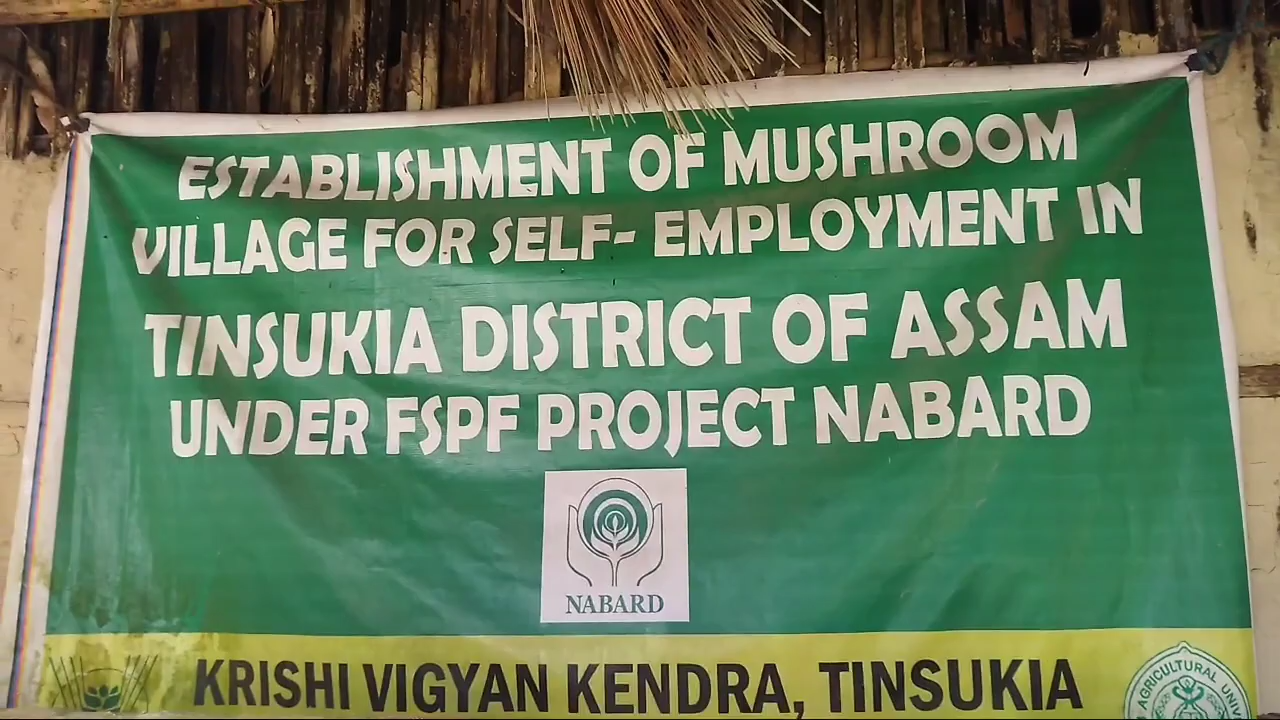 ESTABLISHMENT OF MUSHROOM
VILLAGE FOR SELF- EMPLOYMENT IN
TINSUKIA DISTRICT OF ASSAM
UNDER FSPF PROJECT NABARD
NABARD
KRISHI VIGYAN KENDRA, TINSUKIA
AGRICULTURAL